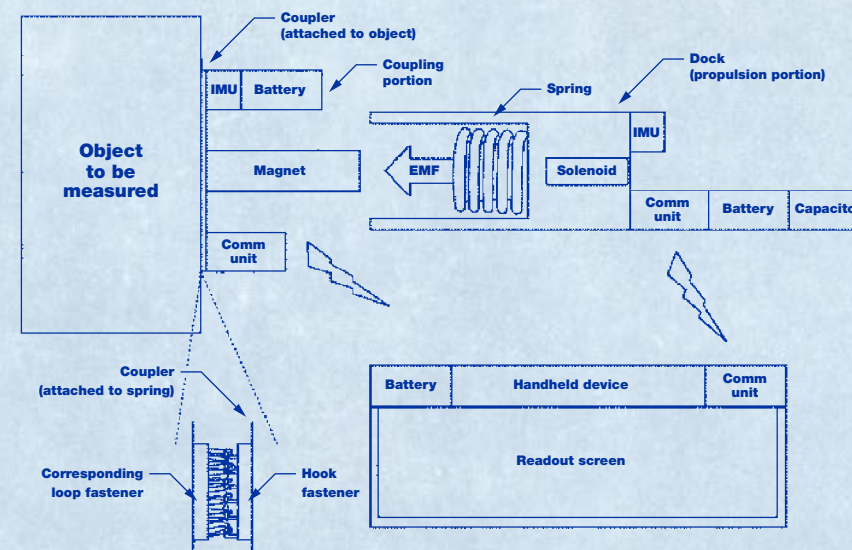 Coupler
(attached to object)
Coupling
portion
IMU
Battery
Object
to be
measured
Magnet
Comm
unit
Dock
(propulsion portion)
Spring
IMU
EMF
Solenoid
Comm
unit
Battery
Capacito
Coupler
(attached to spring)
Corresponding
loop fastener
Hook
fastener
Battery
Handheld device
Comm
unit
Readout screen